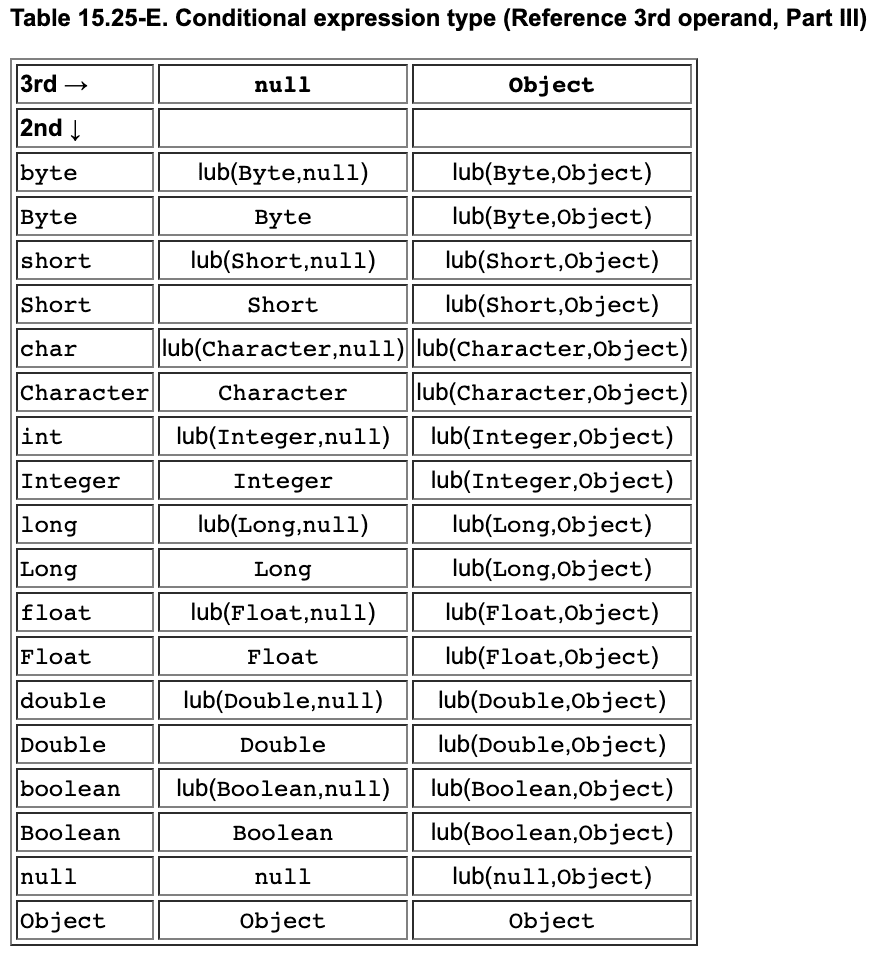 Table 15.25-E. Conditional expression type (Reference 3rd operand, Part III)
3rd → null Object
2nd ↓
byte lub(Byte,null) lub(Byte,Object)
Byte Byte lub(Byte,Object)
short lub(Short,null) lub(Short,Object)
Short Short lub(Short,Object)
char lub(Character,null) lub(Character,Object)
Character Character lub(Character,Object)
int lub(Integer,null) lub(Integer,Object)
Integer Integer lub(Integer,Object)
long lub(Long,null) lub(Long,Object)
Long Long lub(Long,Object)
float lub(Float,null) lub(Float,Object)
Float Float lub(Float,Object)
double lub(Double,null) lub(Double,Object)
Double Double lub(Double,Object)
boolean lub(Boolean,null) lub(Boolean,Object)
Boolean Boolean lub(Boolean,Object)
null null lub(null,Object)
Object Object Object